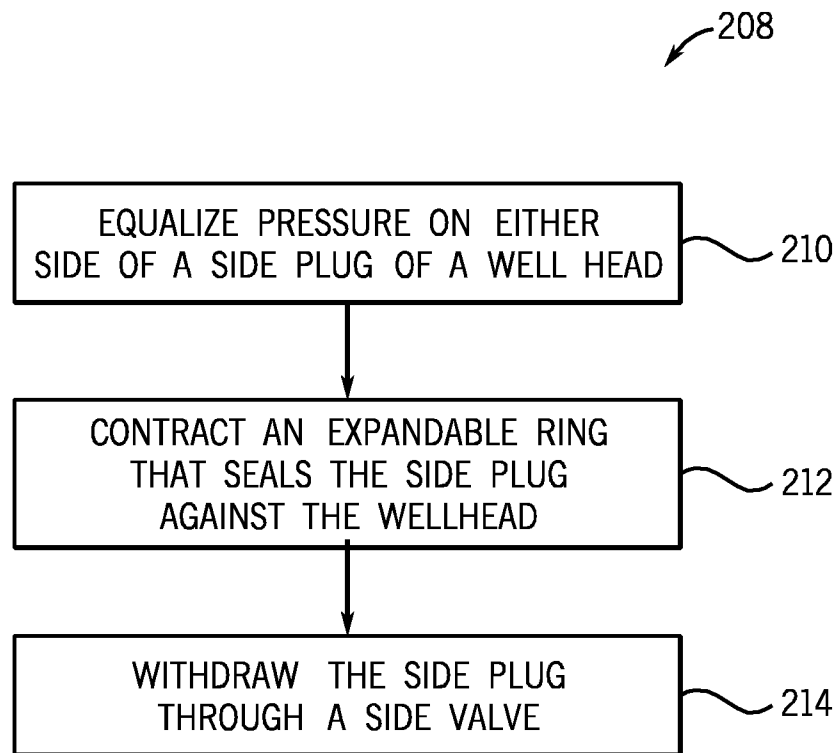 208
EQUALIZE PRESSURE ON EITHER
SIDE OF A SIDE PLUG OF A WELL HEAD
210
CONTRACT AN EXPANDABLE RING
THAT SEALS THE SIDE PLUG
AGAINST THE WELLHEAD
212
WITHDRAW THE SIDE PLUG
THROUGH A SIDE VALVE
214